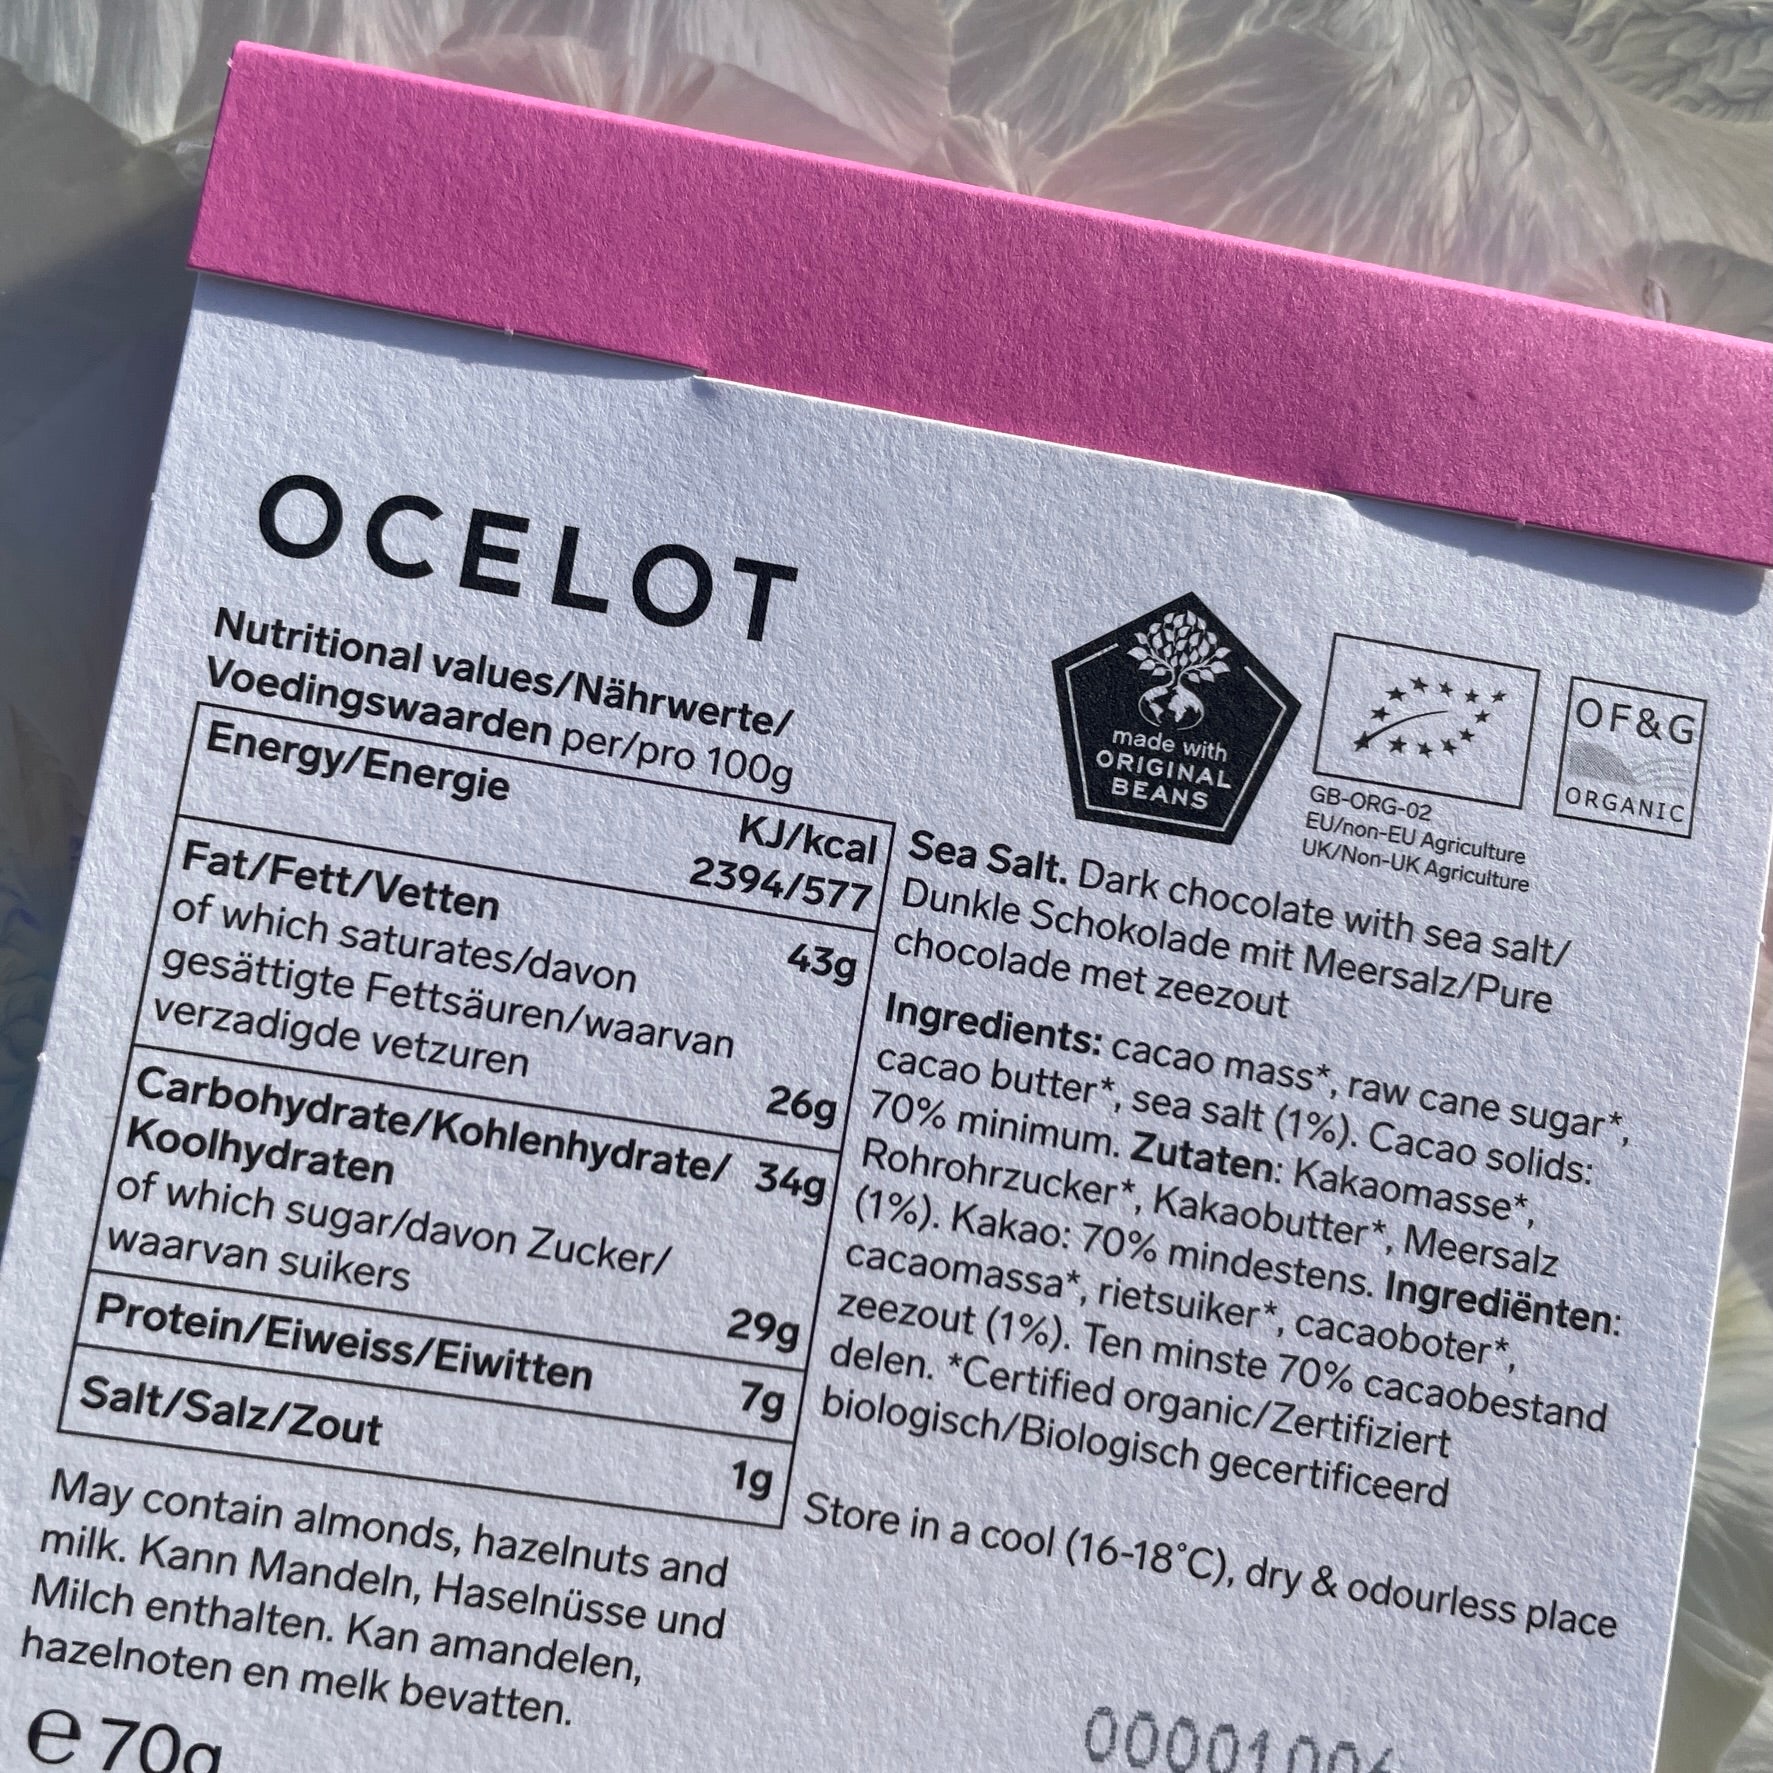 OCELOT
Nutritional values/Nährwerte/
Voedingswaarden per/pro 100g
Energy/Energie
KJ/kcal
2394/577
Fat/Fett/Vetten
43g
of which saturates/davon
gesättigte Fettsäuren/waarvan
verzadigde vetzuren
26g
Carbohydrate/Kohlenhydrate/ 34g
Koolhydraten
of which sugar/davon Zucker/
waarvan suikers
29g
Protein/Eiweiss/Eiwitten
7g
Salt/Salz/Zout
1g
May contain almonds, hazelnuts and
milk. Kann Mandeln, Haselnüsse und
Milch enthalten. Kan amandelen,
hazelnoten en melk bevatten.
e 70g
made with
ORIGINAL
BEANS
GB-ORG-02
EU/non-EU Agriculture
UK/Non-UK Agriculture
OF&G
ORGANIC
Sea Salt. Dark chocolate with sea salt/
Dunkle Schokolade mit Meersalz/Pure
chocolade met zeezout
Ingredients: cacao mass*, raw cane sugar*,
cacao butter*, sea salt (1%). Cacao solids:
70% minimum. Zutaten: Kakaomasse*,
Rohrohrzucker*, Kakaobutter*, Meersalz
(1%). Kakao: 70% mindestens. Ingrediënten:
cacaomassa*, rietsuiker*, cacaoboter*,
zeezout (1%). Ten minste 70% cacaobestand
delen. *Certified organic/Zertifiziert
biologisch/Biologisch gecertificeerd
Store in a cool (16-18°C), dry & odourless place